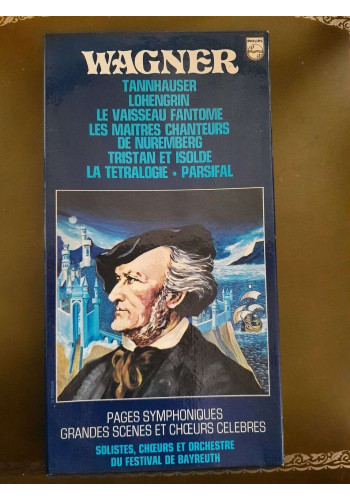 WAGNER
PHILIPS
TANNHAUSER
LOHENGRIN
LE VAISSEAU FANTOME
LES MAITRES CHANTEURS
DE NUREMBERG
TRISTAN ET ISOLDE
LA TETRALOGIE • PARSIFAL
PAGES SYMPHONIQUES
GRANDES SCENES ET CHŒURS CELEBRES
SOLISTES, CHŒURS ET ORCHESTRE
DU FESTIVAL DE BAYREUTH